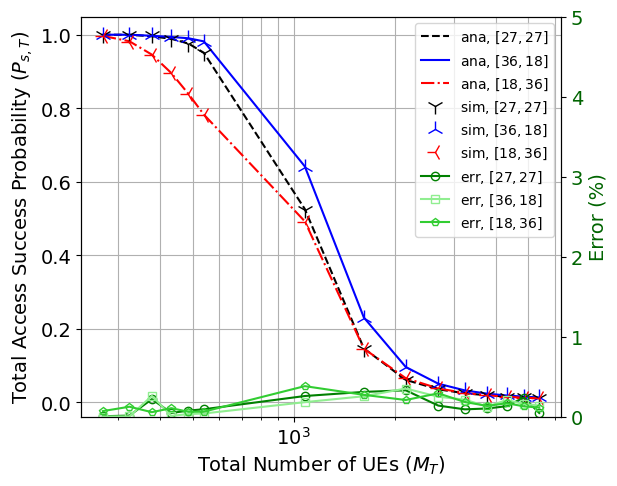 Total Access Success Probability ($P_{s,T}$)
1.0
0.8
0.6
0.4
0.2
0.0
ana, [27, 27]
ana, [36, 18]
ana, [18, 36]
sim, [27, 27]
sim, [36, 18]
sim, [18, 36]
err, [27, 27]
err, [36, 18]
err, [18, 36]
5
4
3
2
1
0
Error (%)
10³
Total Number of UEs ($M_T$)